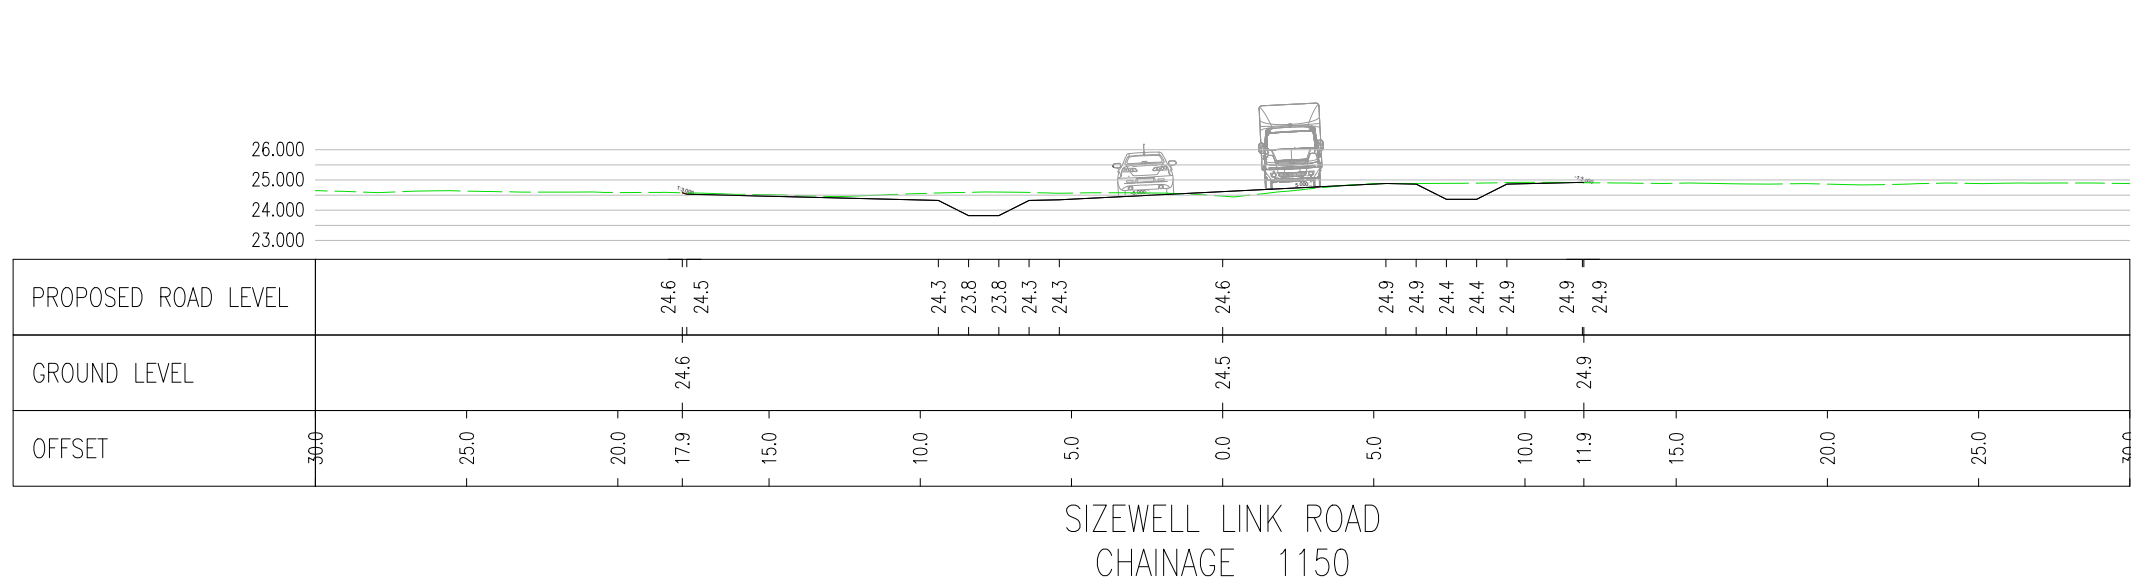 26.000
25.000
24.000
23.000
PROPOSED ROAD LEVEL 24.6 24.5 24.3 23.8 23.8 24.3 24.3 24.6 24.9 24.9 24.4 24.4 24.9 24.9 24.9
GROUND LEVEL 24.6 24.5 24.9
OFFSET 30.0 25.0 20.0 17.9 15.0 10.0 5.0 0.0 5.0 10.0 11.9 15.0 20.0 25.0 30.0
SIZEWELL LINK ROAD
CHAINAGE 1150